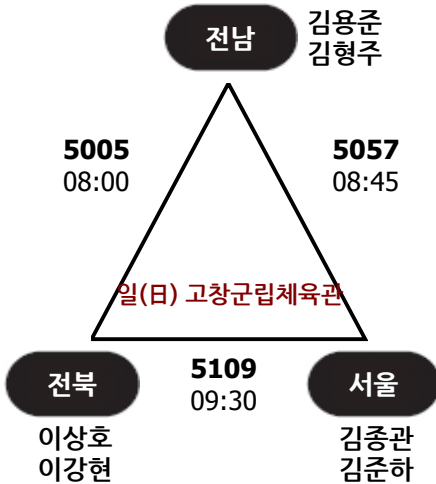 전남
김용준
김형주
5005
08:00
5057
08:45
일(日) 고창군립체육관
전북
이상호
이강현
5109
09:30
서울
김종관
김준하